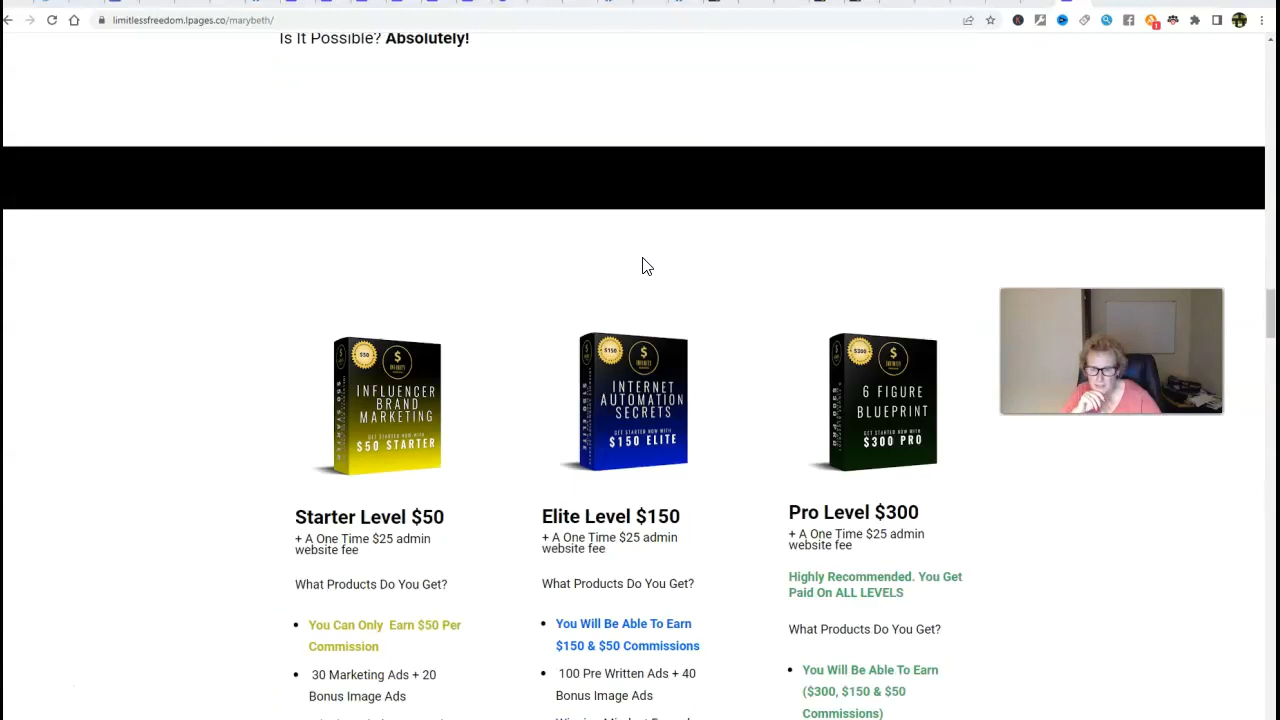 limitlessfreedom.lpages.co/marybeth/
Is It Possible? Absolutely!
$50
$
INFINITY
INFLUENCER
BRAND
MARKETING
GET STARTED NOW WITH
$50 STARTER
$150
$
INFINITY
INTERNET
AUTOMATION
SECRETS
GET STARTED NOW WITH
$150 ELITE
$300
$
INFINITY
6 FIGURE
BLUEPRINT
GET STARTED NOW WITH
$300 PRO
Starter Level $50
+ A One Time $25 admin
website fee
What Products Do You Get?
• You Can Only Earn $50 Per
Commission
• 30 Marketing Ads + 20
Bonus Image Ads
Elite Level $150
+ A One Time $25 admin
website fee
What Products Do You Get?
• You Will Be Able To Earn
$150 & $50 Commissions
• 100 Pre Written Ads + 40
Bonus Image Ads
Pro Level $300
+ A One Time $25 admin
website fee
Highly Recommended. You Get
Paid On ALL LEVELS
What Products Do You Get?
• You Will Be Able To Earn
($300, $150 & $50
Commissions)